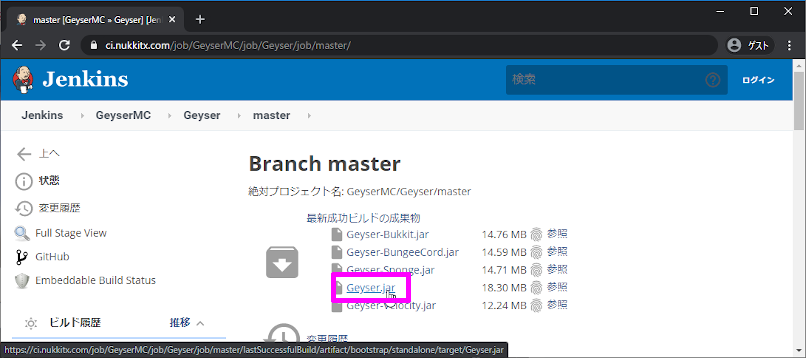 master [GeyserMC » Geyser] [Jen
ci.nukkitx.com/job/GeyserMC/job/Geyser/job/master/
ゲスト
Jenkins
検索
ログイン
Jenkins
GeyserMC
Geyser
master
上へ
状態
変更履歴
Full Stage View
GitHub
Embeddable Build Status
ビルド履歴
推移
Branch master
絶対プロジェクト名: GeyserMC/Geyser/master
最新成功ビルドの成果物
Geyser-Bukkit.jar 14.76 MB 参照
Geyser-BungeeCord.jar 14.59 MB 参照
Geyser-Sponge.jar 14.71 MB 参照
Geyser.jar 18.30 MB 参照
Geyser-Velocity.jar 12.24 MB 参照
変更履歴
https://ci.nukkitx.com/job/GeyserMC/job/Geyser/job/master/lastSuccessfulBuild/artifact/bootstrap/standalone/target/Geyser.jar